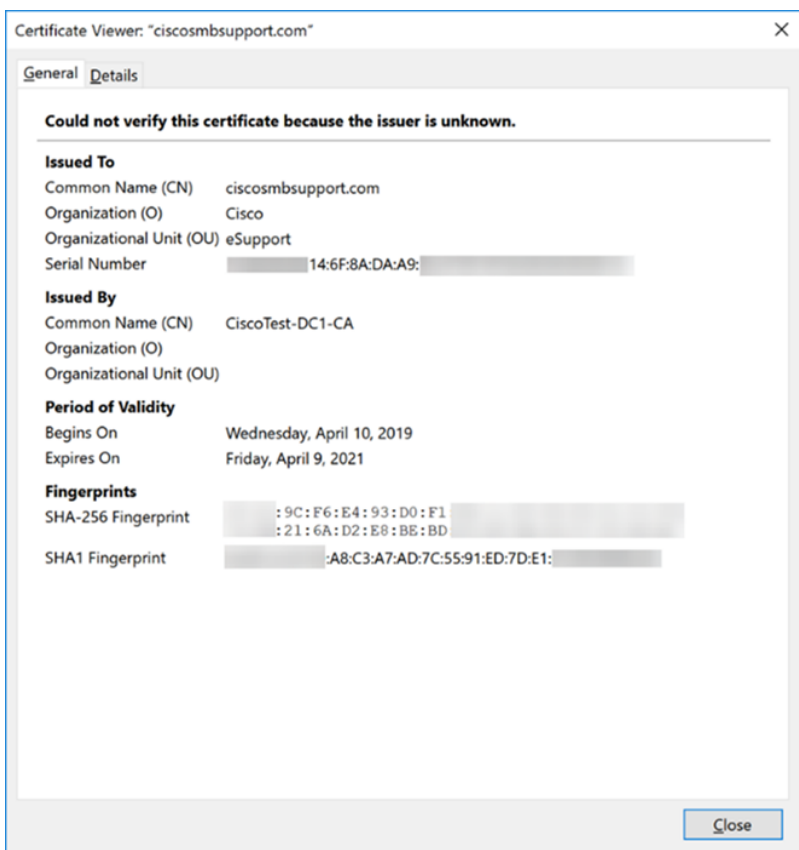 Certificate Viewer: "ciscosmbsupport.com"
General Details
Could not verify this certificate because the issuer is unknown.
Issued To
Common Name (CN) ciscosmbsupport.com
Organization (O) Cisco
Organizational Unit (OU) eSupport
Serial Number 14:6F:8A:DA:A9:
Issued By
Common Name (CN) CiscoTest-DC1-CA
Organization (O)
Organizational Unit (OU)
Period of Validity
Begins On Wednesday, April 10, 2019
Expires On Friday, April 9, 2021
Fingerprints
SHA-256 Fingerprint :9C:F6:E4:93:D0:F1
:21:6A:D2:E8:BE:BD
SHA1 Fingerprint :A8:C3:A7:AD:7C:55:91:ED:7D:E1:
Close